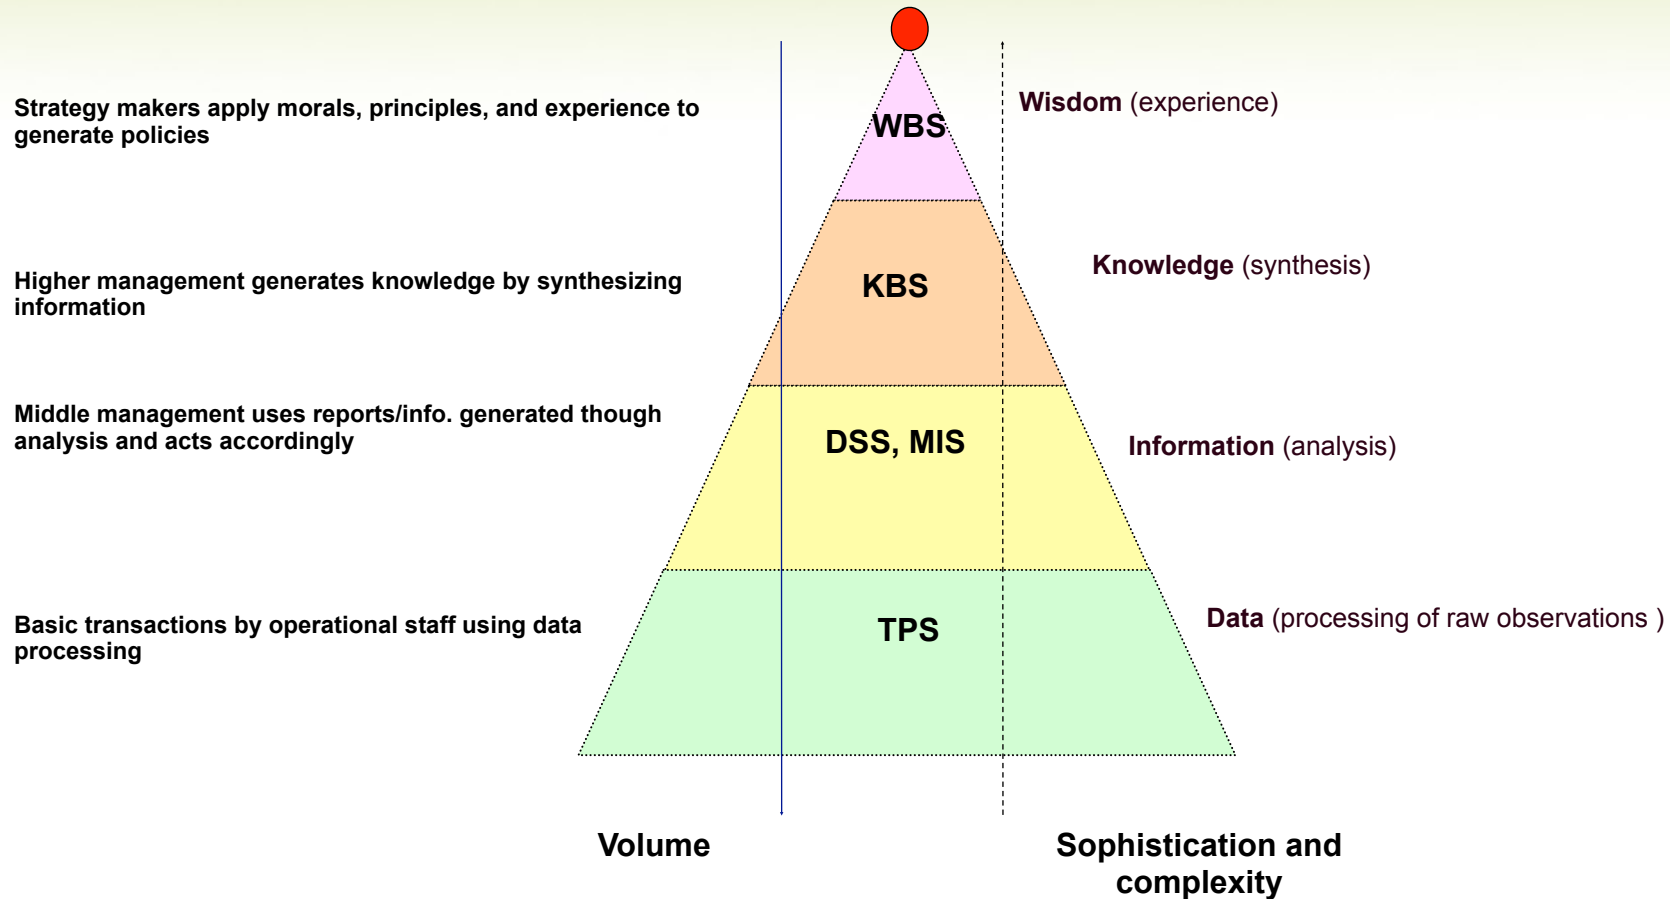 Strategy makers apply morals, principles, and experience to
generate policies
WBS
Wisdom (experience)
Higher management generates knowledge by synthesizing
information
KBS
Knowledge (synthesis)
Middle management uses reports/info. generated though
analysis and acts accordingly
DSS, MIS
Information (analysis)
Basic transactions by operational staff using data
processing
TPS
Data (processing of raw observations )
Volume
Sophistication and
complexity